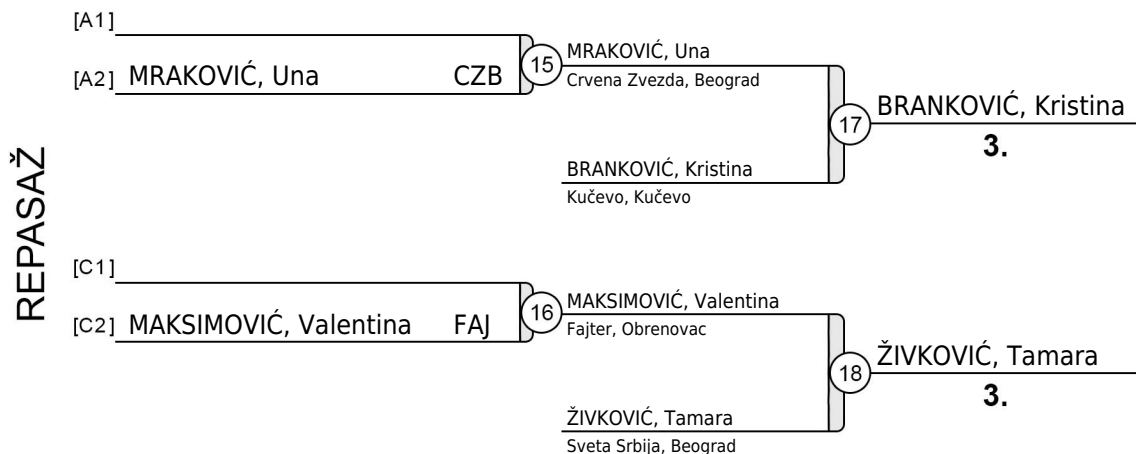 REPASAŽ
[A1]
[A2] MRAKOVIĆ, Una CZB
15
MRAKOVIĆ, Una
Crvena Zvezda, Beograd
BRANKOVIĆ, Kristina
Kučevo, Kučevo
17
BRANKOVIĆ, Kristina
3.
[C1]
[C2] MAKSIMOVIĆ, Valentina FAJ
16
MAKSIMOVIĆ, Valentina
Fajter, Obrenovac
ŽIVKOVIĆ, Tamara
Sveta Srbija, Beograd
18
ŽIVKOVIĆ, Tamara
3.